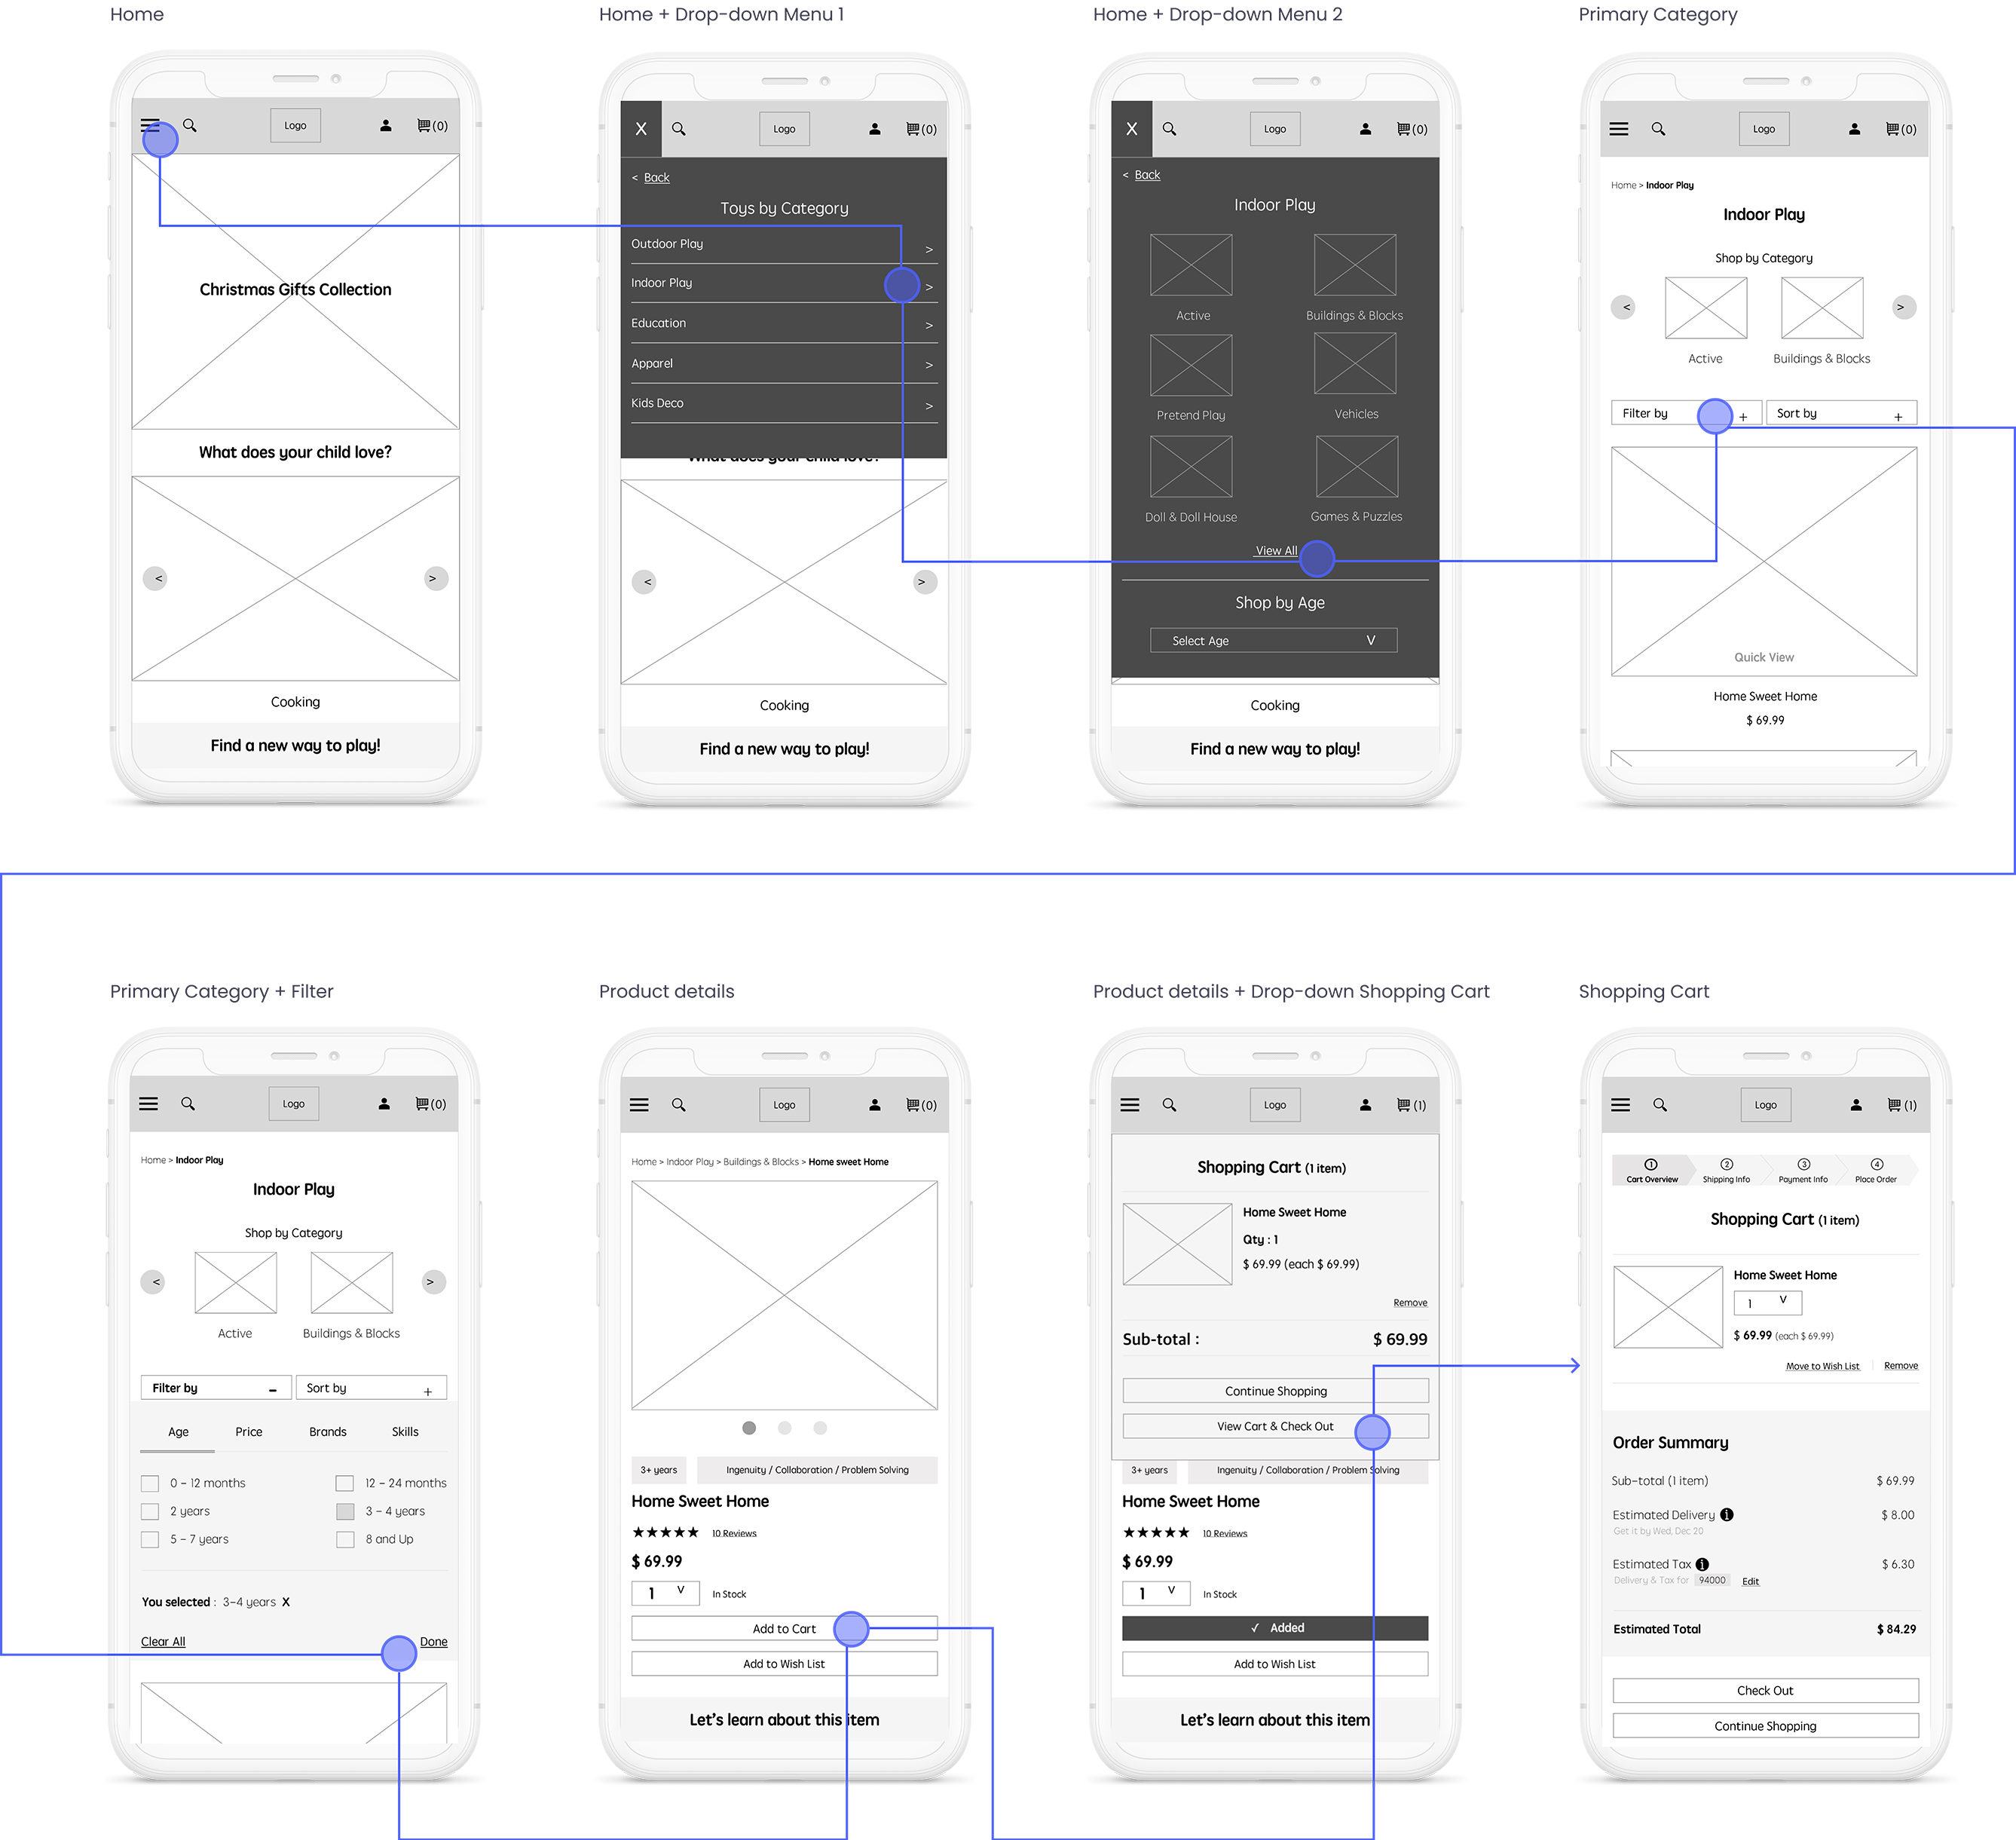 Home
Logo
(0)
Christmas Gifts Collection
What does your child love?
<
>
Cooking
Find a new way to play!
Home + Drop-down Menu 1
X
Logo
(0)
< Back
Toys by Category
Outdoor Play >
Indoor Play >
Education >
Apparel >
Kids Deco >
What does your child love?
<
>
Cooking
Find a new way to play!
Home + Drop-down Menu 2
X
Logo
(0)
< Back
Indoor Play
Active
Buildings & Blocks
Pretend Play
Vehicles
Doll & Doll House
Games & Puzzles
View All
Shop by Age
Select Age V
Cooking
Find a new way to play!
Primary Category
Logo
(0)
Home > Indoor Play
Indoor Play
Shop by Category
<
>
Active
Buildings & Blocks
Filter by +
Sort by +
Quick View
Home Sweet Home
$ 69.99
Primary Category + Filter
Logo
(0)
Home > Indoor Play
Indoor Play
Shop by Category
<
>
Active
Buildings & Blocks
Filter by -
Sort by +
Age Price Brands Skills
0 - 12 months
12 - 24 months
2 years
3 - 4 years
5 - 7 years
8 and Up
You selected : 3-4 years X
Clear All
Done
Product details
Logo
(0)
Home > Indoor Play > Buildings & Blocks > Home sweet Home
3+ years
Ingenuity / Collaboration / Problem Solving
Home Sweet Home
★★★★★ 10 Reviews
$ 69.99
1 V In Stock
Add to Cart
Add to Wish List
Let's learn about this item
Product details + Drop-down Shopping Cart
Logo
(1)
Shopping Cart (1 item)
Home Sweet Home
Qty : 1
$ 69.99 (each $ 69.99)
Remove
Sub-total : $ 69.99
Continue Shopping
View Cart & Check Out
3+ years
Ingenuity / Collaboration / Problem Solving
Home Sweet Home
★★★★★ 10 Reviews
$ 69.99
1 V In Stock
✓ Added
Add to Wish List
Let's learn about this item
Shopping Cart
Logo
(1)
1 2 3 4
Cart Overview Shipping Info Payment Info Place Order
Shopping Cart (1 item)
Home Sweet Home
1 V
$ 69.99 (each $ 69.99)
Move to Wish List Remove
Order Summary
Sub-total (1 item) $ 69.99
Estimated Delivery i $ 8.00
Get it by Wed, Dec 20
Estimated Tax i $ 6.30
Delivery & Tax for 94000 Edit
Estimated Total $ 84.29
Check Out
Continue Shopping